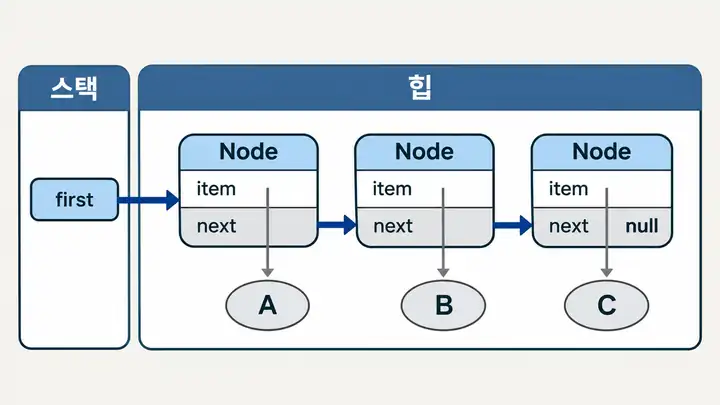 스택
힙
first
Node
item
next
A
Node
item
next
B
Node
item
next null
C